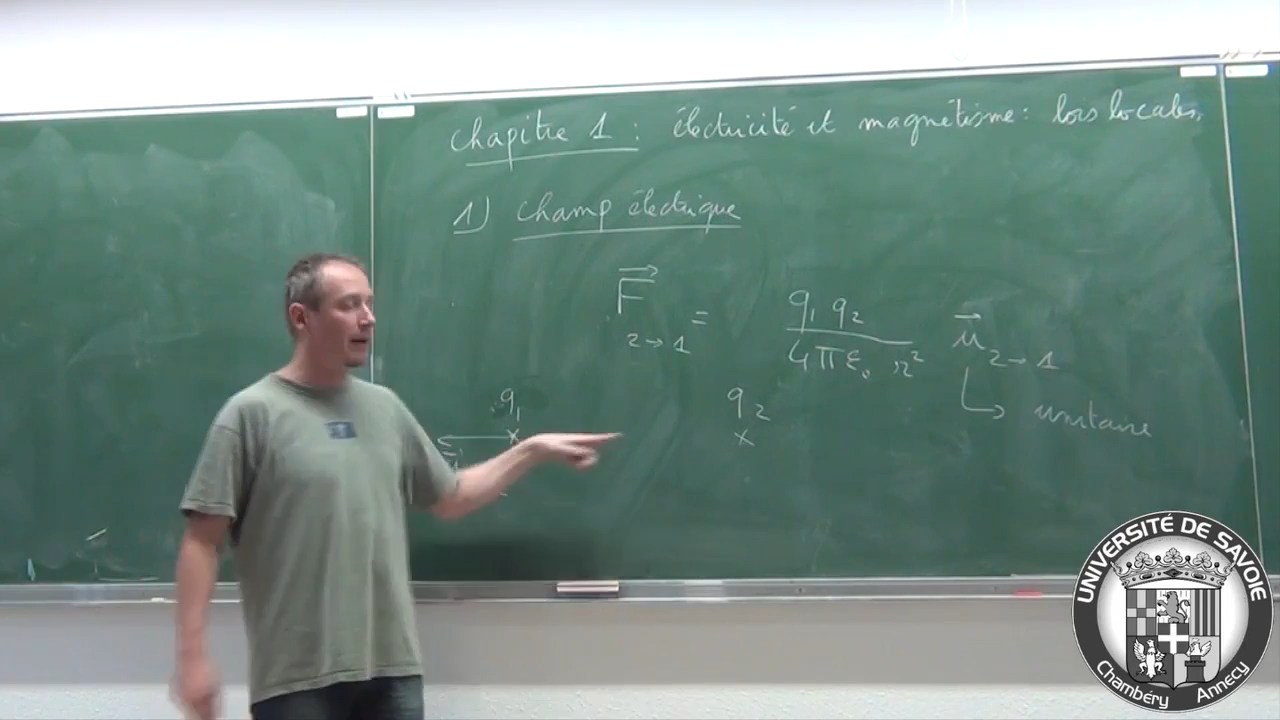 Chapitre 1 : électricité et magnétisme : lois locales.
1) Champ électrique
F 2→1 = q1 q2 / 4πε0 r² u 2→1
↳ unitaire
q1 q2
UNIVERSITÉ DE SAVOIE
Chambéry Annecy